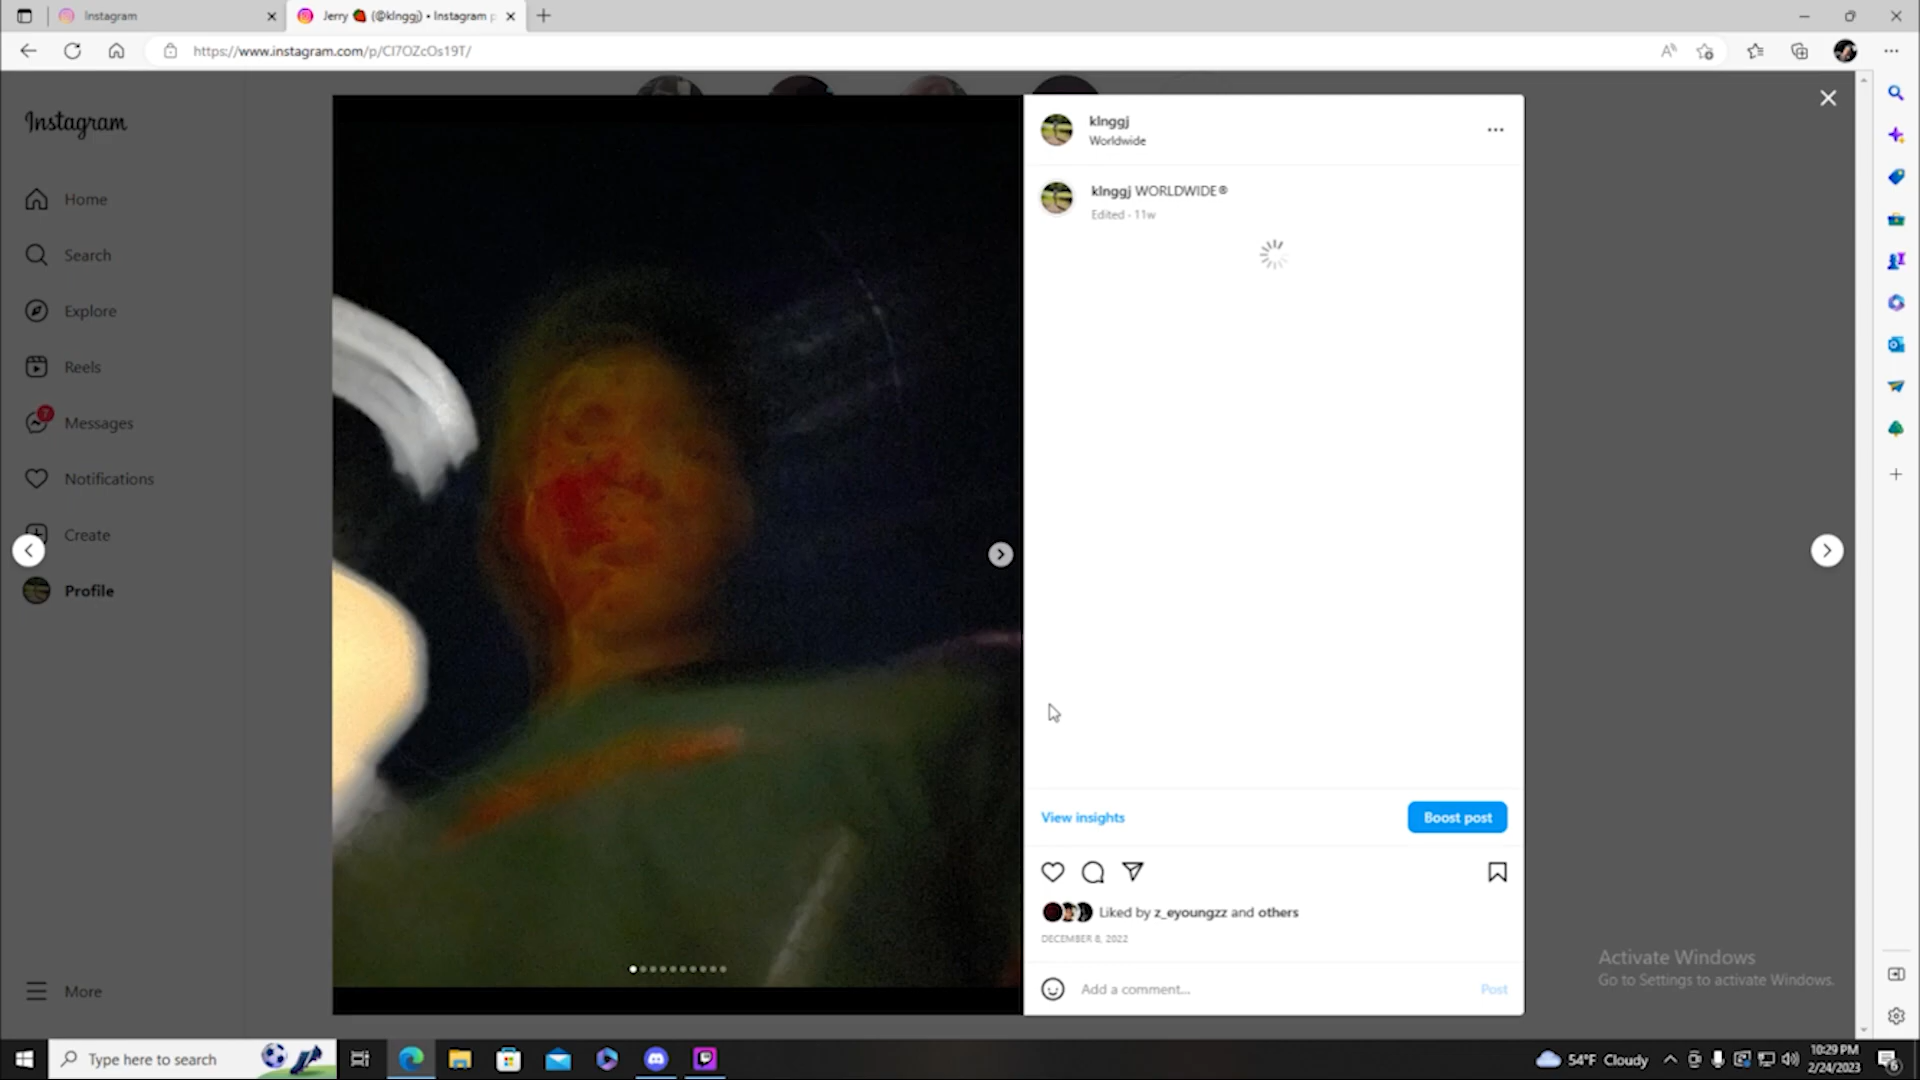 Instagram
Jerry 🍓 (@klnggj) • Instagram p
https://www.instagram.com/p/Cl7OZcOs19T/
Instagram
Home
Search
Explore
Reels
7
Messages
Notifications
Create
Profile
More
klnggj
Worldwide
klnggj WORLDWIDE®
Edited · 11w
View insights
Boost post
Liked by z_eyoungzz and others
DECEMBER 8, 2022
Add a comment...
Post
Activate Windows
Go to Settings to activate Windows.
Type here to search
54°F Cloudy
10:29 PM
2/24/2023
6